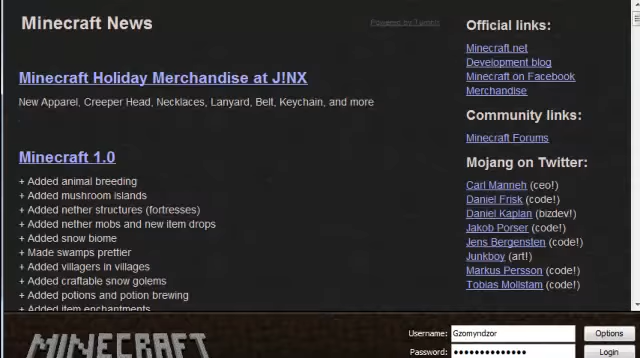 Minecraft News
Powered by Tumblr
Minecraft Holiday Merchandise at J!NX
New Apparel, Creeper Head, Necklaces, Lanyard, Belt, Keychain, and more
Minecraft 1.0
+ Added animal breeding
+ Added mushroom islands
+ Added nether structures (fortresses)
+ Added nether mobs and new item drops
+ Added snow biome
+ Made swamps prettier
+ Added villagers in villages
+ Added craftable snow golems
+ Added potions and potion brewing
+ Added item enchantments
Official links:
Minecraft.net
Development blog
Minecraft on Facebook
Merchandise
Community links:
Minecraft Forums
Mojang on Twitter:
Carl Manneh (ceo!)
Daniel Frisk (code!)
Daniel Kaplan (bizdev!)
Jakob Porser (code!)
Jens Bergensten (code!)
Junkboy (art!)
Markus Persson (code!)
Tobias Mollstam (code!)
MINECRAFT
Username: Gzomyndzor Options
Password: ●●●●●●●●●●●●●● Login